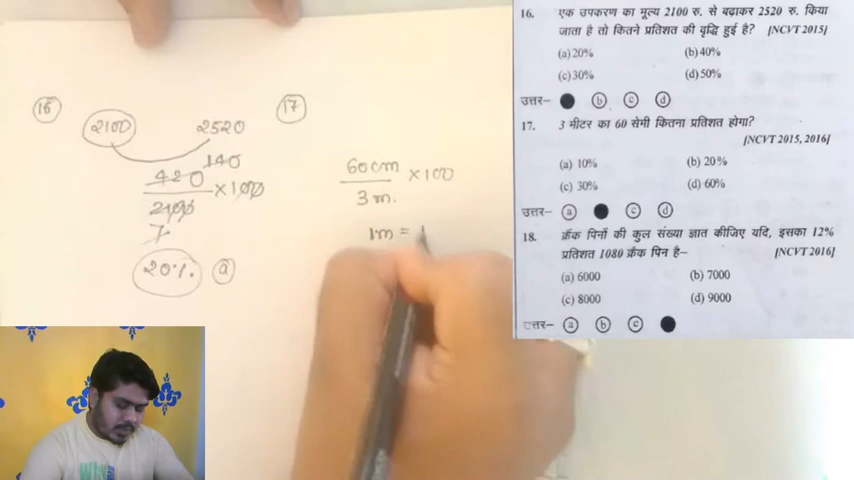 16. एक उपकरण का मूल्य 2100 रु. से बढ़ाकर 2520 रु. किया
जाता है तो कितने प्रतिशत की वृद्धि हुई है? [NCVT 2015]
(a) 20% (b) 40%
(c) 30% (d) 50%
उत्तर– b c d
17. 3 मीटर का 60 सेमी कितना प्रतिशत होगा?
[NCVT 2015, 2016]
(a) 10% (b) 20%
(c) 30% (d) 60%
उत्तर– a c d
18. क्रैंक पिनों की कुल संख्या ज्ञात कीजिए यदि, इसका 12%
प्रतिशत 1080 क्रैंक पिन है– [NCVT 2016]
(a) 6000 (b) 7000
(c) 8000 (d) 9000
उत्तर– a b c
16
2100 2520
140
420
× 100
2100
7
20% a
17
60cm
× 100
3 m.
1m =